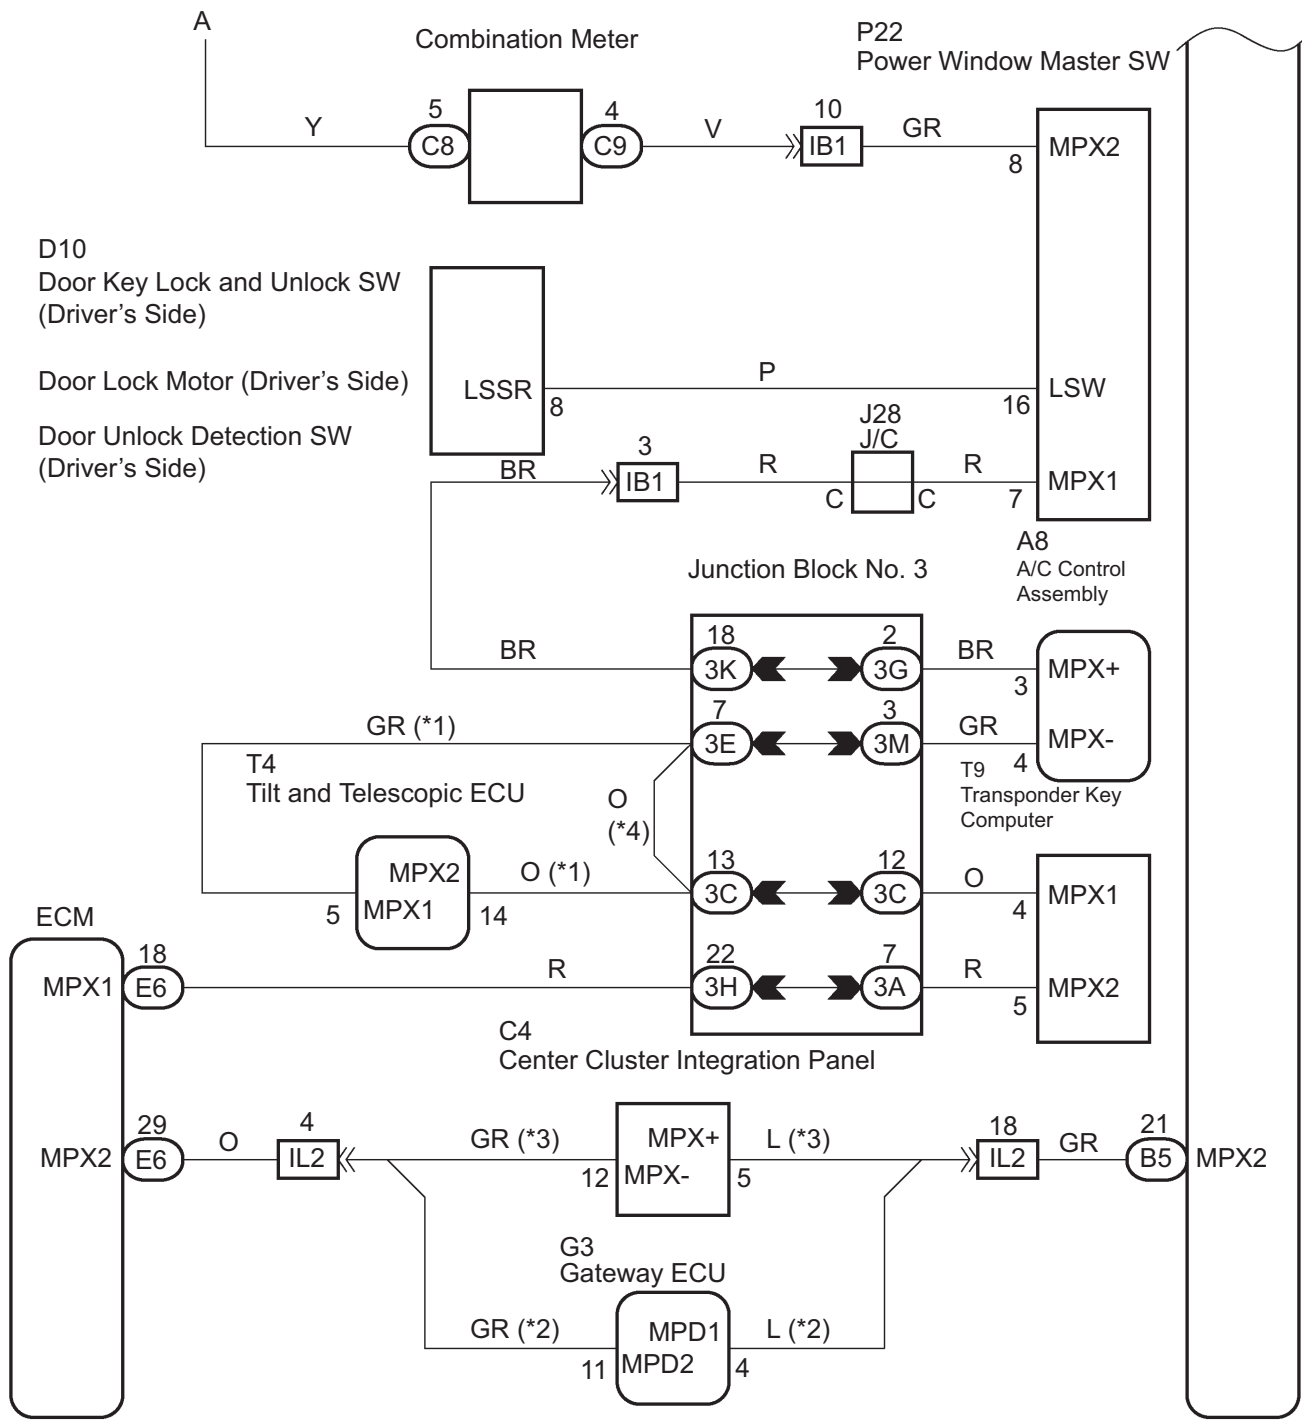 A
Combination Meter
P22
Power Window Master SW
Y
5
C8
4
C9
V
10
IB1
GR
8
MPX2
D10
Door Key Lock and Unlock SW
(Driver's Side)
Door Lock Motor (Driver's Side)
Door Unlock Detection SW
(Driver's Side)
LSSR
8
P
16
LSW
J28
J/C
BR
3
IB1
R
C
C
R
7
MPX1
A8
A/C Control
Assembly
Junction Block No. 3
BR
18
3K
2
3G
BR
3
MPX+
GR (*1)
7
3E
3
3M
GR
4
MPX-
T4
Tilt and Telescopic ECU
O
(*4)
T9
Transponder Key
Computer
MPX2
5
MPX1
14
O (*1)
13
3C
12
3C
O
4
MPX1
ECM
MPX1
18
E6
R
22
3H
7
3A
R
5
MPX2
C4
Center Cluster Integration Panel
MPX2
29
E6
O
4
IL2
GR (*3)
12
MPX+
MPX-
5
L (*3)
18
IL2
GR
21
B5
MPX2
G3
Gateway ECU
GR (*2)
11
MPD1
MPD2
4
L (*2)